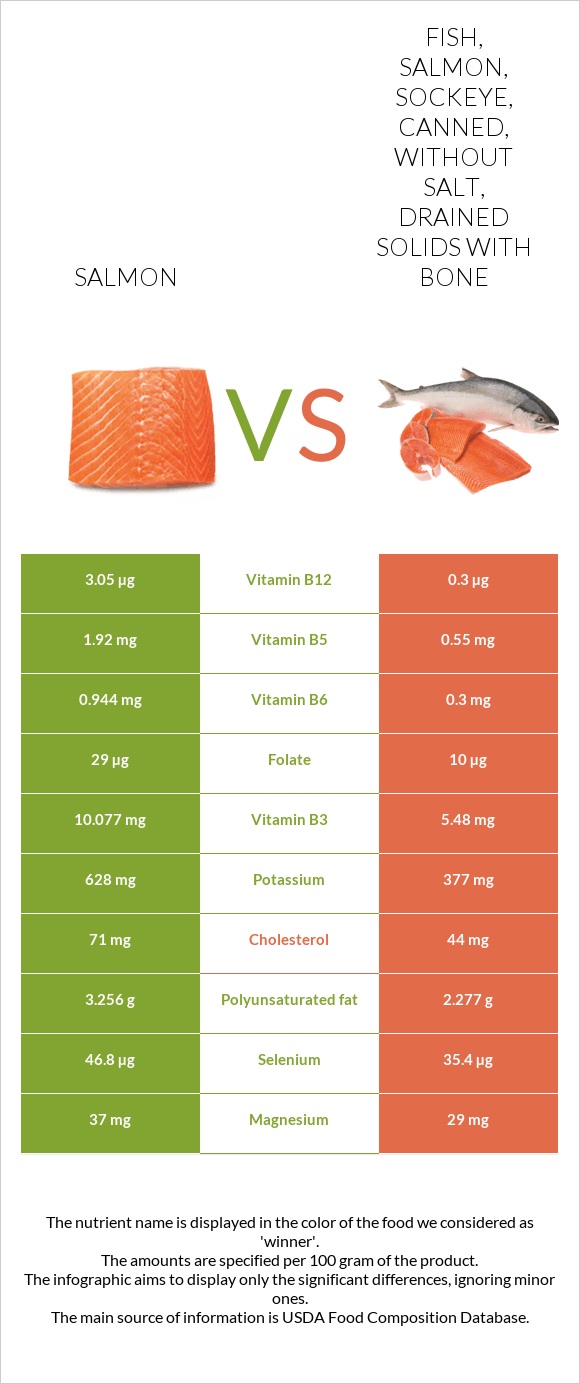 FISH,
SALMON,
SOCKEYE,
CANNED,
WITHOUT
SALT,
DRAINED
SOLIDS WITH
SALMON BONE
VS
3.05 µg Vitamin B12 0.3 µg
1.92 mg Vitamin B5 0.55 mg
0.944 mg Vitamin B6 0.3 mg
29 µg Folate 10 µg
10.077 mg Vitamin B3 5.48 mg
628 mg Potassium 377 mg
71 mg Cholesterol 44 mg
3.256 g Polyunsaturated fat 2.277 g
46.8 µg Selenium 35.4 µg
37 mg Magnesium 29 mg
The nutrient name is displayed in the color of the food we considered as
'winner'.
The amounts are specified per 100 gram of the product.
The infographic aims to display only the significant differences, ignoring minor
ones.
The main source of information is USDA Food Composition Database.